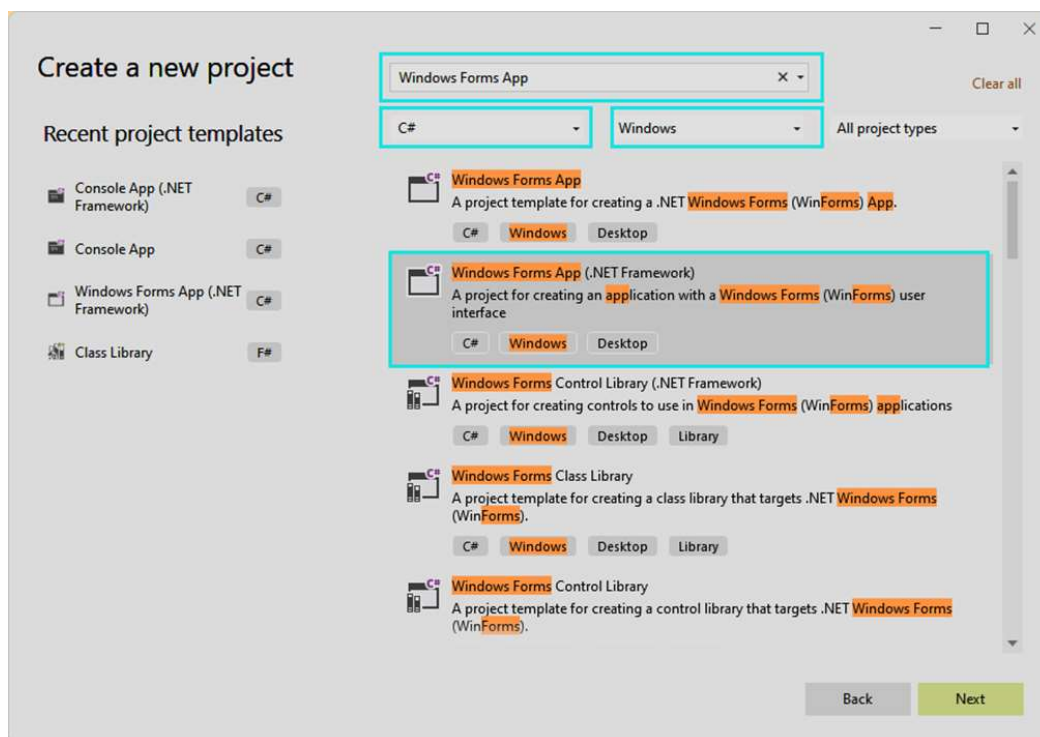 Create a new project
Windows Forms App
Clear all
C#
Windows
All project types
Recent project templates
Console App (.NET
Framework)
C#
Console App
C#
Windows Forms App (.NET
Framework)
C#
Class Library
F#
Windows Forms App
A project template for creating a .NET Windows Forms (WinForms) App.
C# Windows Desktop
Windows Forms App (.NET Framework)
A project for creating an application with a Windows Forms (WinForms) user
interface
C# Windows Desktop
Windows Forms Control Library (.NET Framework)
A project for creating controls to use in Windows Forms (WinForms) applications
C# Windows Desktop Library
Windows Forms Class Library
A project template for creating a class library that targets .NET Windows Forms
(WinForms).
C# Windows Desktop Library
Windows Forms Control Library
A project template for creating a control library that targets .NET Windows Forms
(WinForms).
Back
Next